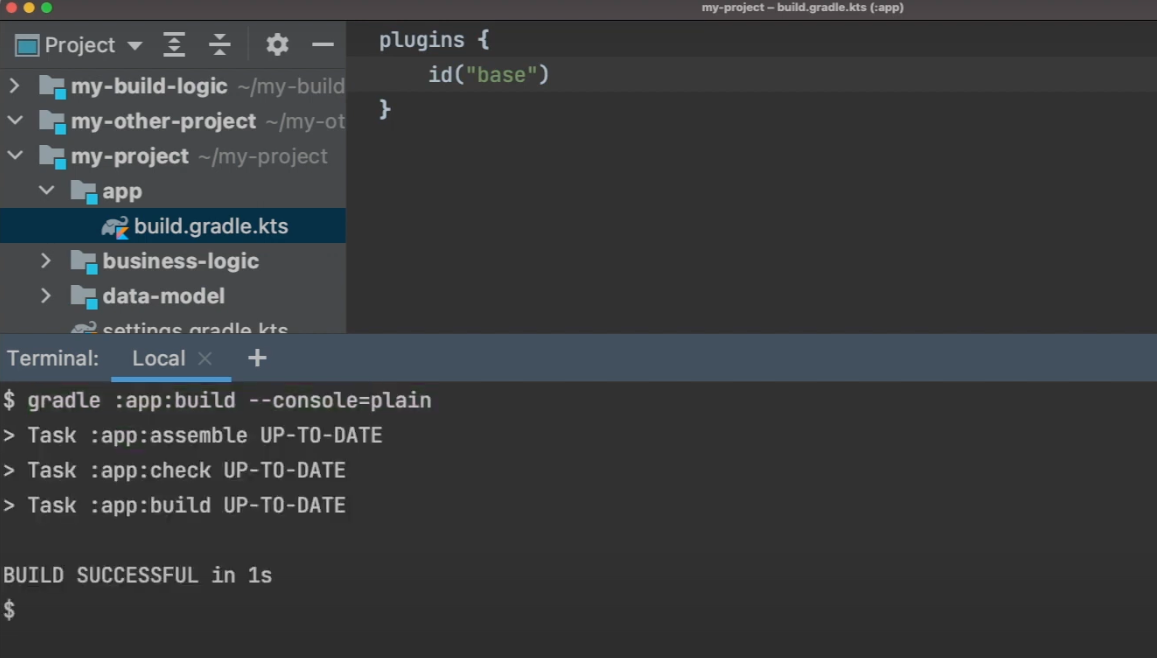 my-project – build.gradle.kts (:app)
Project
my-build-logic ~/my-build
my-other-project ~/my-ot
my-project ~/my-project
app
build.gradle.kts
business-logic
data-model
settings.gradle.kts
plugins {
    id("base")
}
Terminal: Local × +
$ gradle :app:build --console=plain
> Task :app:assemble UP-TO-DATE
> Task :app:check UP-TO-DATE
> Task :app:build UP-TO-DATE
BUILD SUCCESSFUL in 1s
$